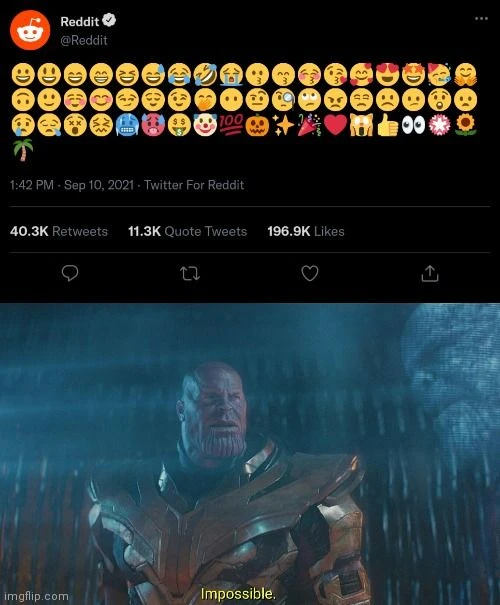 Reddit
@Reddit
😀😃😄😁😆😅😂🤣😭😗😙😚😘🥰😍🤩🥳🤗
🙃🙂☺️😊😏😌😉🤭😶🤨🧐🙄😠😒🙁😕😲😦
😢😪😵😖🥶🥵🤑🤡💯🎃✨🎉❤️🙀👍👀💮🌻
🌴
1:42 PM · Sep 10, 2021 · Twitter For Reddit
40.3K Retweets 11.3K Quote Tweets 196.9K Likes
Impossible.
imgflip.com